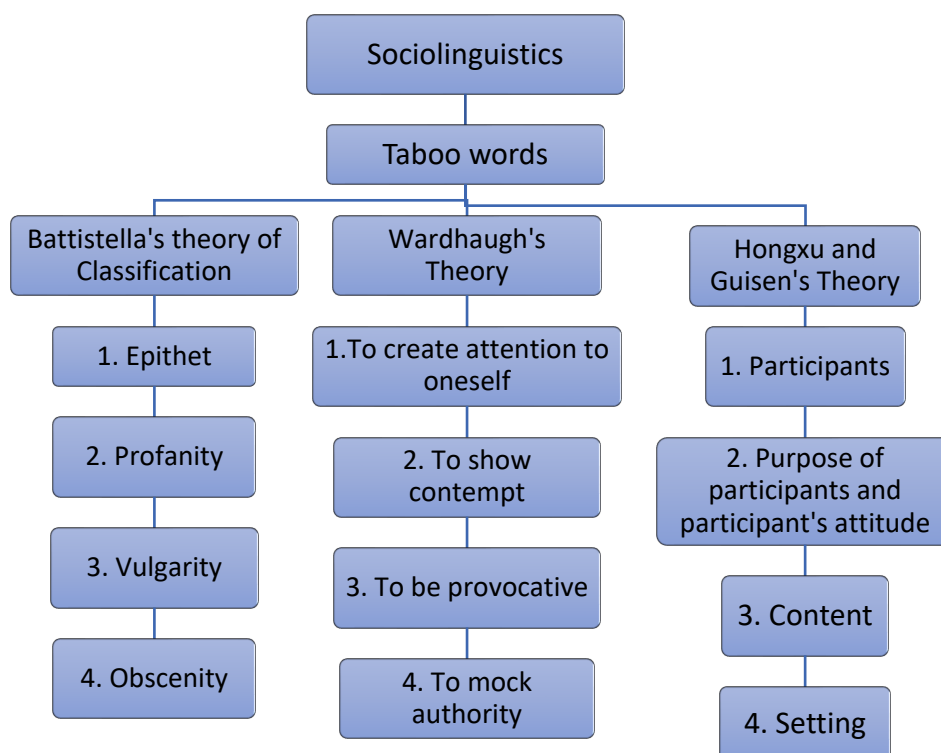 Sociolinguistics
Taboo words
Battistella's theory of
Classification
1. Epithet
2. Profanity
3. Vulgarity
4. Obscenity
Wardhaugh's
Theory
1.To create attention to
oneself
2. To show
contempt
3. To be provocative
4. To mock
authority
Hongxu and
Guisen's Theory
1. Participants
2. Purpose of
participants and
participant's attitude
3. Content
4. Setting